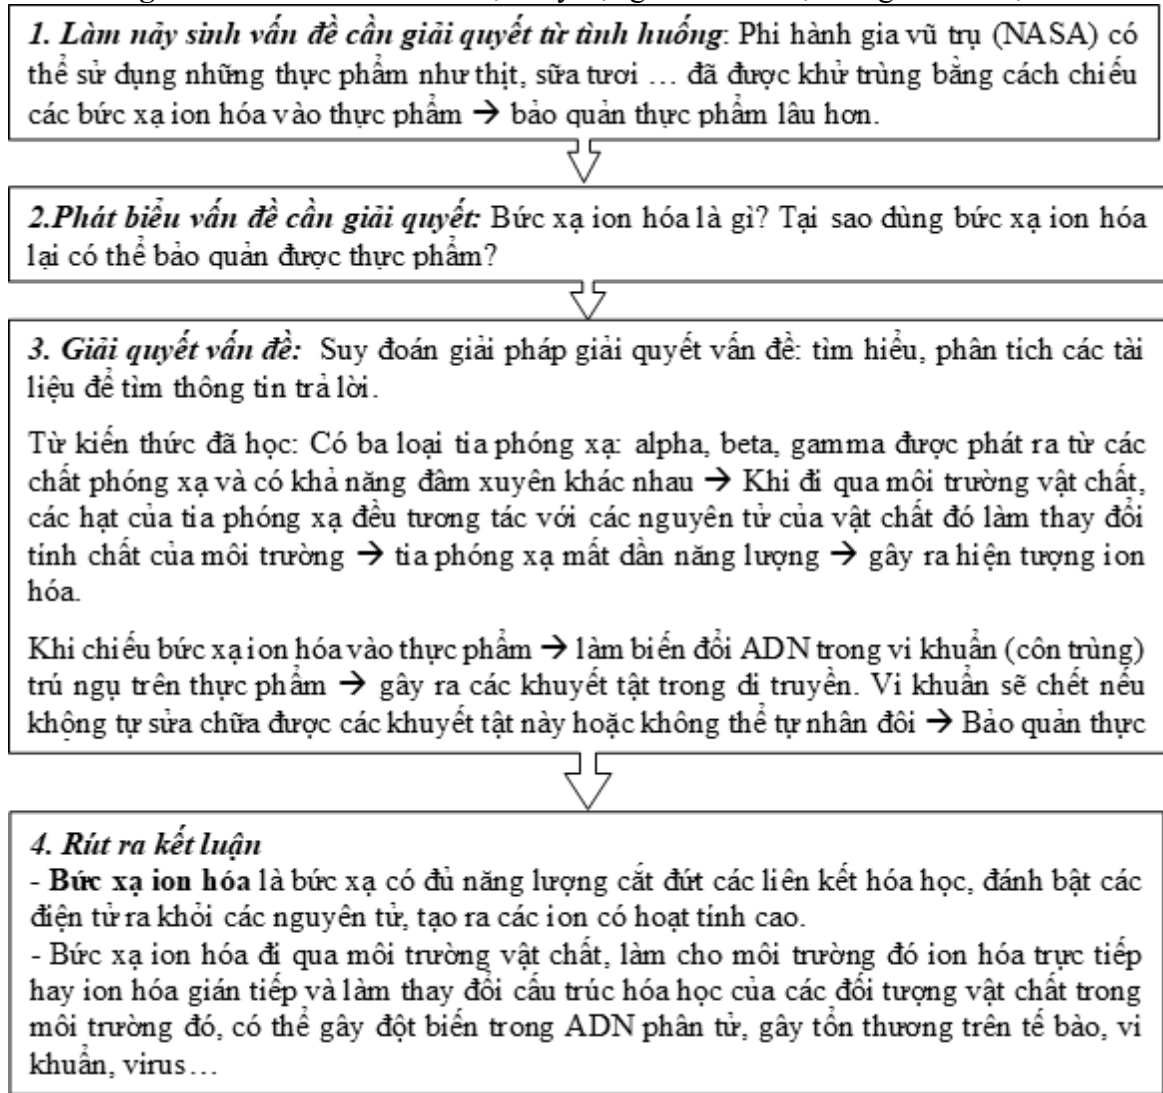 1. Làm nảy sinh vấn đề cần giải quyết từ tình huống: Phi hành gia vũ trụ (NASA) có
thể sử dụng những thực phẩm như thịt, sữa tươi … đã được khử trùng bằng cách chiếu
các bức xạ ion hóa vào thực phẩm → bảo quản thực phẩm lâu hơn.
2.Phát biểu vấn đề cần giải quyết: Bức xạ ion hóa là gì? Tại sao dùng bức xạ ion hóa
lại có thể bảo quản được thực phẩm?
3. Giải quyết vấn đề: Suy đoán giải pháp giải quyết vấn đề: tìm hiểu, phân tích các tài
liệu để tìm thông tin trả lời.
Từ kiến thức đã học: Có ba loại tia phóng xạ: alpha, beta, gamma được phát ra từ các
chất phóng xạ và có khả năng đâm xuyên khác nhau → Khi đi qua môi trường vật chất,
các hạt của tia phóng xạ đều tương tác với các nguyên tử của vật chất đó làm thay đổi
tính chất của môi trường → tia phóng xạ mất dần năng lượng → gây ra hiện tượng ion
hóa.
Khi chiếu bức xạ ion hóa vào thực phẩm → làm biến đổi ADN trong vi khuẩn (côn trùng)
trú ngụ trên thực phẩm → gây ra các khuyết tật trong di truyền. Vi khuẩn sẽ chết nếu
không tự sửa chữa được các khuyết tật này hoặc không thể tự nhân đôi → Bảo quản thực
4. Rút ra kết luận
- Bức xạ ion hóa là bức xạ có đủ năng lượng cắt đứt các liên kết hóa học, đánh bật các
điện tử ra khỏi các nguyên tử, tạo ra các ion có hoạt tính cao.
- Bức xạ ion hóa đi qua môi trường vật chất, làm cho môi trường đó ion hóa trực tiếp
hay ion hóa gián tiếp và làm thay đổi cấu trúc hóa học của các đối tượng vật chất trong
môi trường đó, có thể gây đột biến trong ADN phân tử, gây tổn thương trên tế bào, vi
khuẩn, virus…